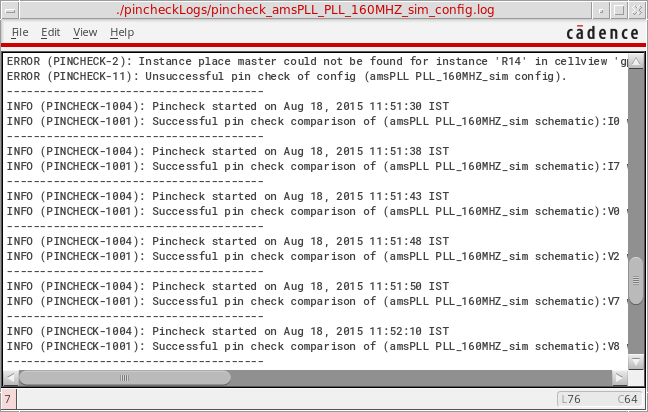 ./pincheckLogs/pincheck_amsPLL_PLL_160MHZ_sim_config.log
File Edit View Help
cādence
ERROR (PINCHECK-2): Instance place master could not be found for instance 'R14' in cellview 'g
ERROR (PINCHECK-11): Unsuccessful pin check of config (amsPLL PLL_160MHZ_sim config).
--------------------------------------
INFO (PINCHECK-1004): Pincheck started on Aug 18, 2015 11:51:30 IST
INFO (PINCHECK-1001): Successful pin check comparison of (amsPLL PLL_160MHZ_sim schematic):I0
--------------------------------------
INFO (PINCHECK-1004): Pincheck started on Aug 18, 2015 11:51:38 IST
INFO (PINCHECK-1001): Successful pin check comparison of (amsPLL PLL_160MHZ_sim schematic):I7
--------------------------------------
INFO (PINCHECK-1004): Pincheck started on Aug 18, 2015 11:51:43 IST
INFO (PINCHECK-1001): Successful pin check comparison of (amsPLL PLL_160MHZ_sim schematic):V0
--------------------------------------
INFO (PINCHECK-1004): Pincheck started on Aug 18, 2015 11:51:48 IST
INFO (PINCHECK-1001): Successful pin check comparison of (amsPLL PLL_160MHZ_sim schematic):V2
--------------------------------------
INFO (PINCHECK-1004): Pincheck started on Aug 18, 2015 11:51:50 IST
INFO (PINCHECK-1001): Successful pin check comparison of (amsPLL PLL_160MHZ_sim schematic):V7
--------------------------------------
INFO (PINCHECK-1004): Pincheck started on Aug 18, 2015 11:52:10 IST
INFO (PINCHECK-1001): Successful pin check comparison of (amsPLL PLL_160MHZ_sim schematic):V8
--------------------------------------
7 L76 C64